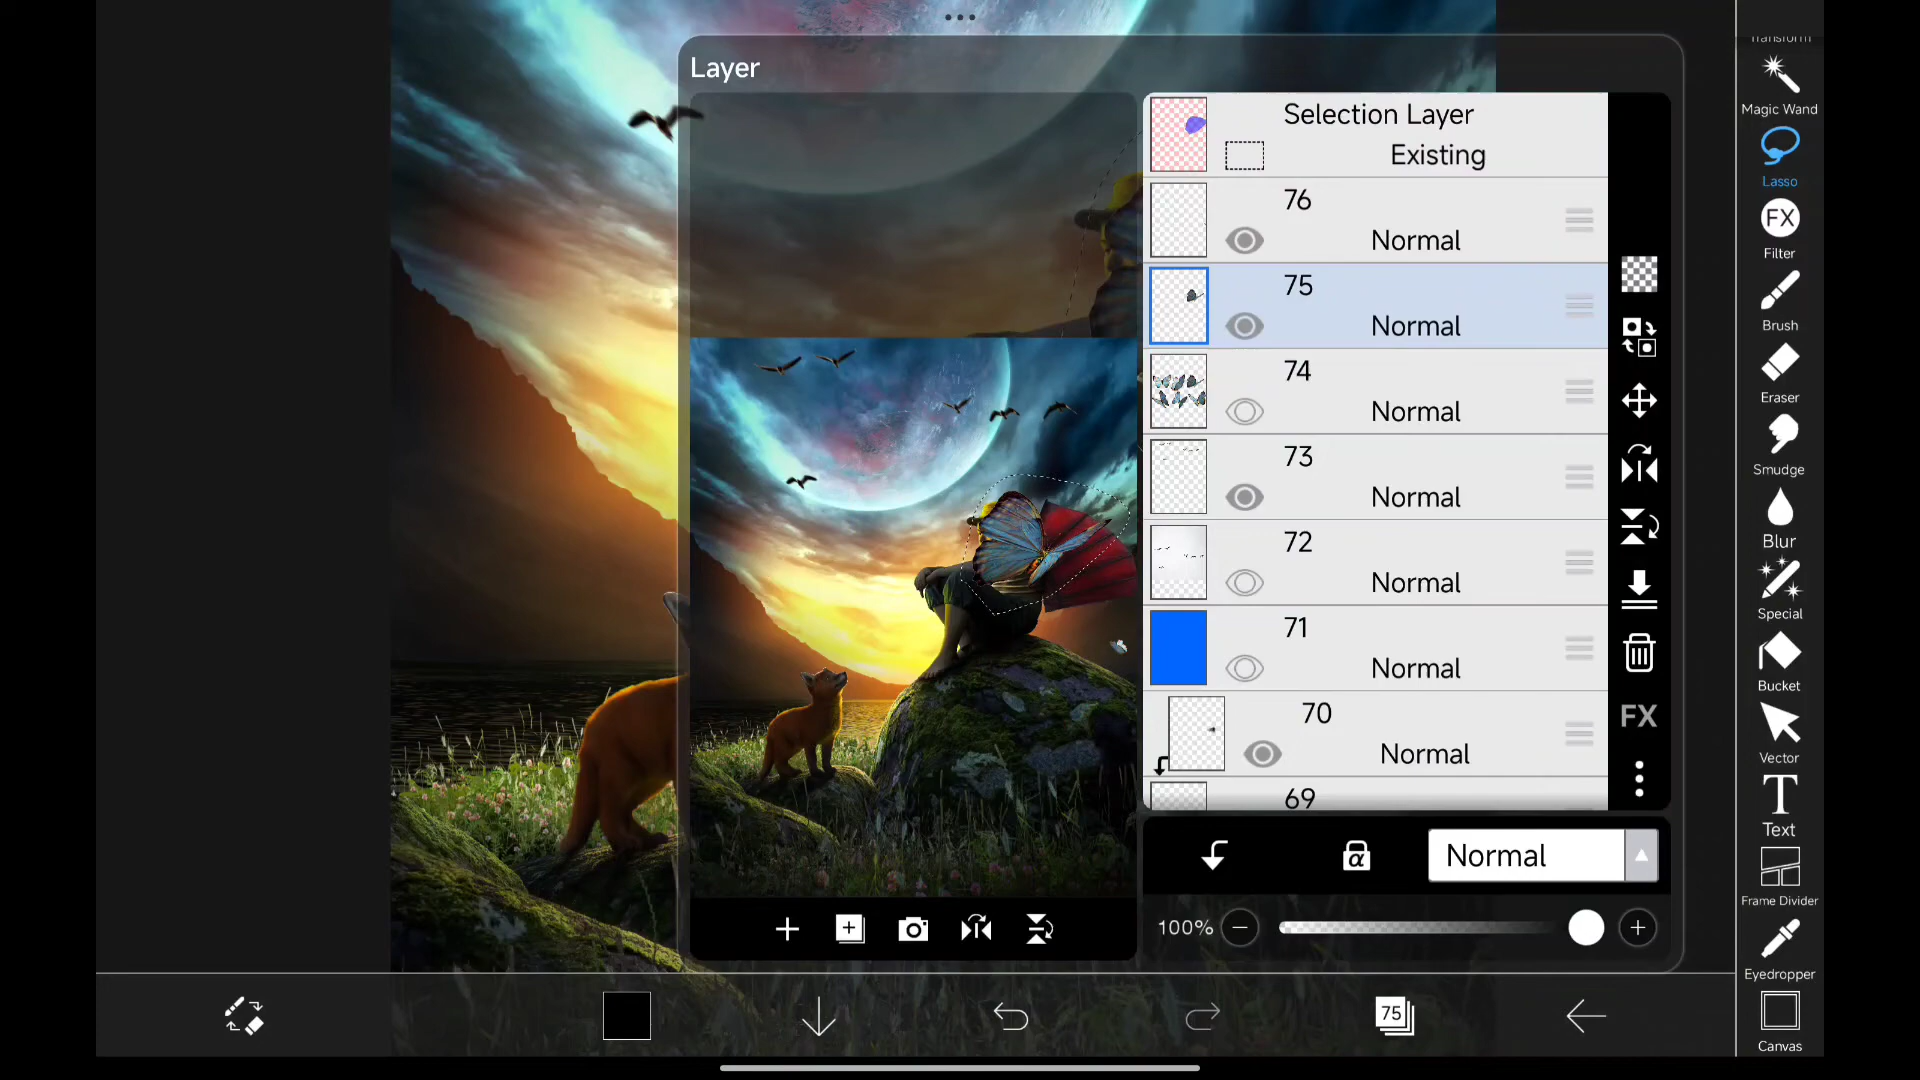 Layer
Selection Layer
Existing
76
Normal
75
Normal
74
Normal
73
Normal
72
Normal
71
Normal
70
Normal
69
Normal
100%
75
Transform
Magic Wand
Lasso
FX
Filter
Brush
Eraser
Smudge
Blur
Special
Bucket
Vector
T
Text
Frame Divider
Eyedropper
Canvas
FX
α